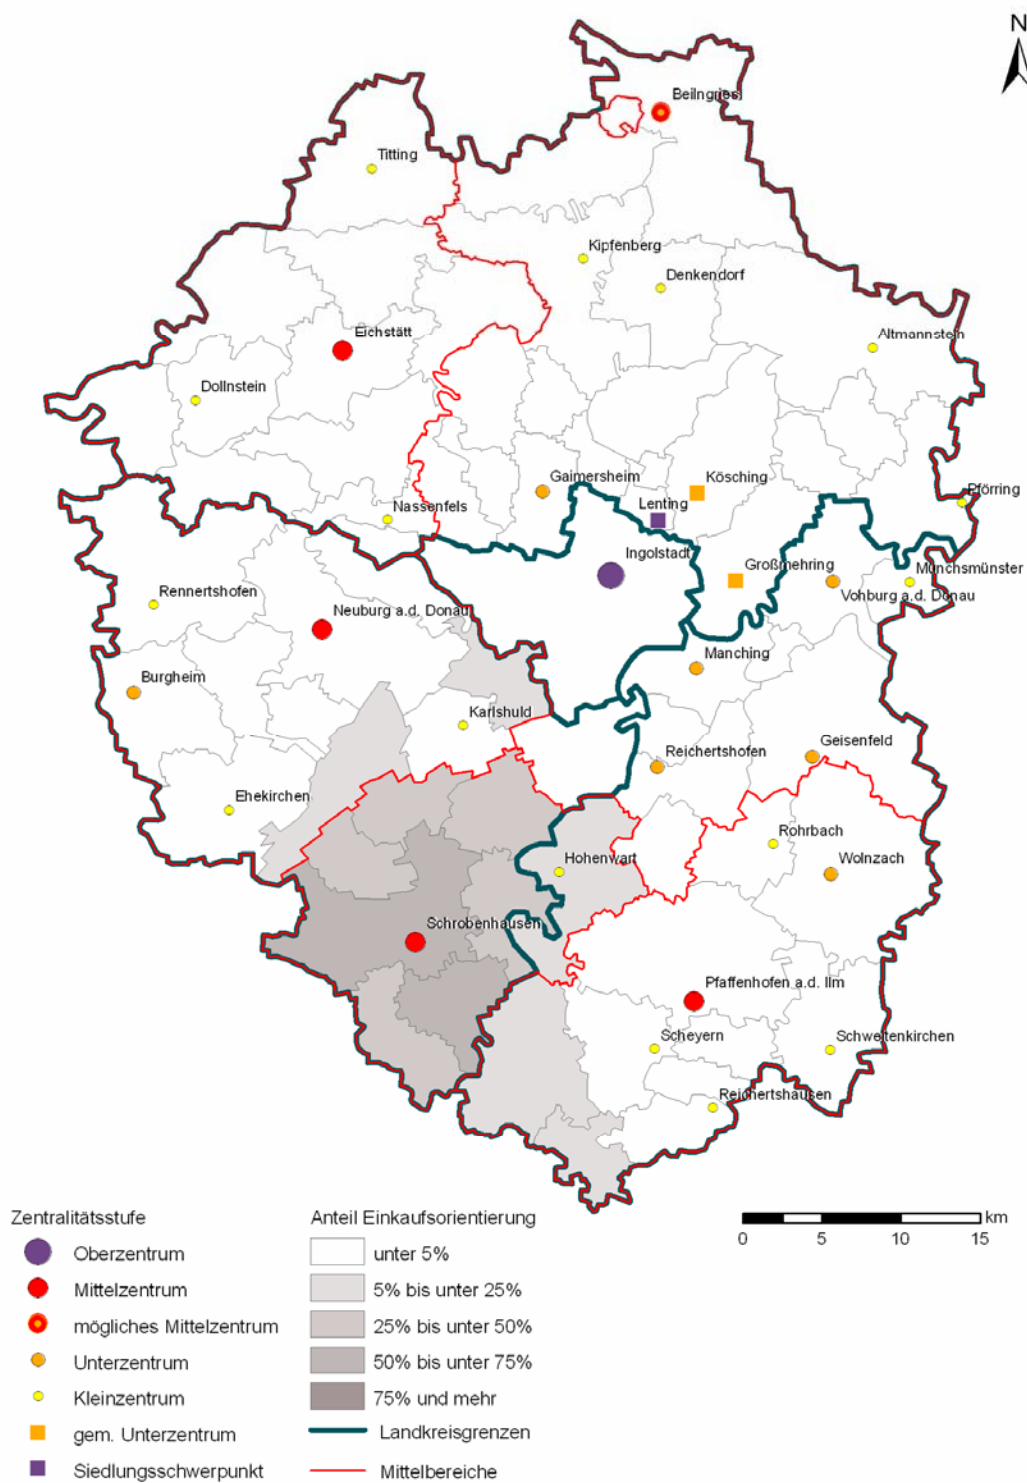 N
Beilngries
Titting
Kipfenberg
Denkendorf
Eichstätt
Altmannstein
Dollnstein
Gaimersheim
Kösching
Pförring
Lenting
Nassenfels
Ingolstadt
Großmehring
Münchsmünster
Rennertshofen
Vohburg a.d. Donau
Neuburg a.d. Donau
Manching
Burgheim
Karlshuld
Geisenfeld
Reichertshofen
Ehekirchen
Rohrbach
Hohenwart
Wolnzach
Schrobenhausen
Pfaffenhofen a.d. Ilm
Scheyern
Schweitenkirchen
Reichertshausen
km
0 5 10 15
Zentralitätsstufe
Oberzentrum
Mittelzentrum
mögliches Mittelzentrum
Unterzentrum
Kleinzentrum
gem. Unterzentrum
Siedlungsschwerpunkt
Anteil Einkaufsorientierung
unter 5%
5% bis unter 25%
25% bis unter 50%
50% bis unter 75%
75% und mehr
Landkreisgrenzen
Mittelbereiche